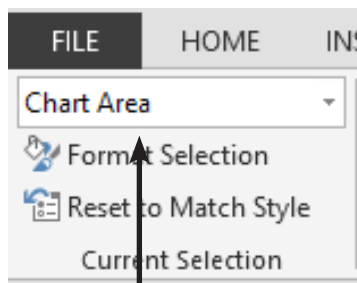 FILE HOME INS
Chart Area
Format Selection
Reset to Match Style
Current Selection